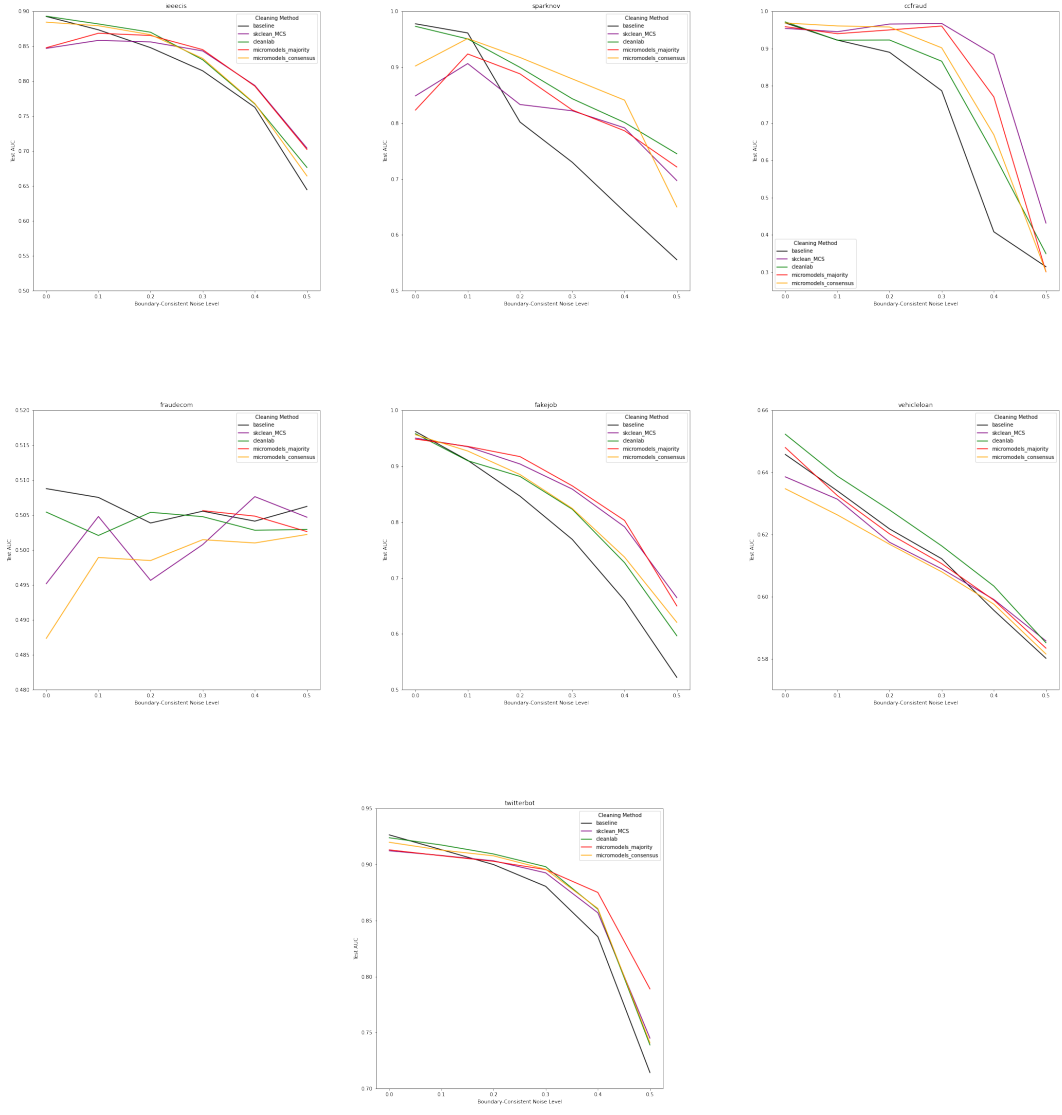 ieeecis
0.90
0.85
0.80
0.75
0.70
0.65
0.60
0.55
0.50
Test AUC
0.0 0.1 0.2 0.3 0.4 0.5
Boundary-Consistent Noise Level
Cleaning Method
baseline
skclean_MCS
cleanlab
micromodels_majority
micromodels_consensus
sparknov
1.0
0.9
0.8
0.7
0.6
0.5
Test AUC
0.0 0.1 0.2 0.3 0.4 0.5
Boundary-Consistent Noise Level
Cleaning Method
baseline
skclean_MCS
cleanlab
micromodels_majority
micromodels_consensus
ccfraud
1.0
0.9
0.8
0.7
0.6
0.5
0.4
0.3
Test AUC
0.0 0.1 0.2 0.3 0.4 0.5
Boundary-Consistent Noise Level
Cleaning Method
baseline
skclean_MCS
cleanlab
micromodels_majority
micromodels_consensus
fraudecom
0.520
0.515
0.510
0.505
0.500
0.495
0.490
0.485
0.480
Test AUC
0.0 0.1 0.2 0.3 0.4 0.5
Boundary-Consistent Noise Level
Cleaning Method
baseline
skclean_MCS
cleanlab
micromodels_majority
micromodels_consensus
fakejob
1.0
0.9
0.8
0.7
0.6
0.5
Test AUC
0.0 0.1 0.2 0.3 0.4 0.5
Boundary-Consistent Noise Level
Cleaning Method
baseline
skclean_MCS
cleanlab
micromodels_majority
micromodels_consensus
vehicleloan
0.66
0.64
0.62
0.60
0.58
Test AUC
0.0 0.1 0.2 0.3 0.4 0.5
Boundary-Consistent Noise Level
Cleaning Method
baseline
skclean_MCS
cleanlab
micromodels_majority
micromodels_consensus
twitterbot
0.95
0.90
0.85
0.80
0.75
0.70
Test AUC
0.0 0.1 0.2 0.3 0.4 0.5
Boundary-Consistent Noise Level
Cleaning Method
baseline
skclean_MCS
cleanlab
micromodels_majority
micromodels_consensus